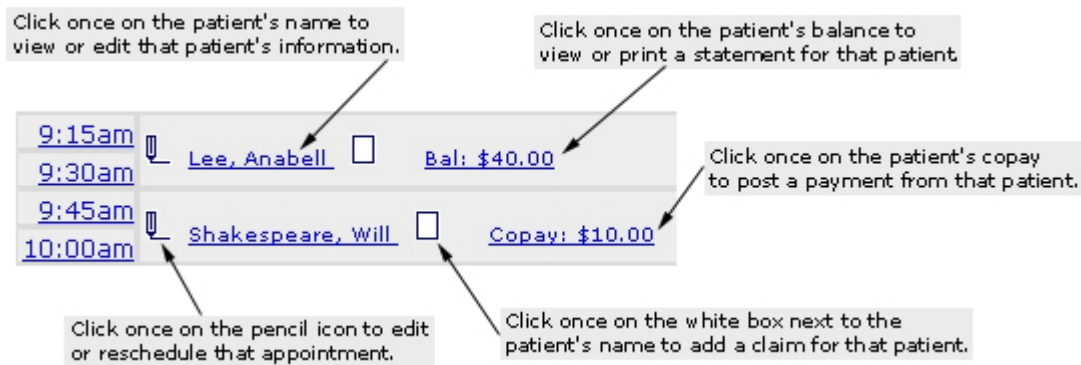 Click once on the patient's name to
view or edit that patient's information.
Click once on the patient's balance to
view or print a statement for that patient.
9:15am
Lee, Anabell
Bal: $40.00
9:30am
Click once on the patient's copay
to post a payment from that patient.
9:45am
Shakespeare, Will
Copay: $10.00
10:00am
Click once on the pencil icon to edit
or reschedule that appointment.
Click once on the white box next to the
patient's name to add a claim for that patient.